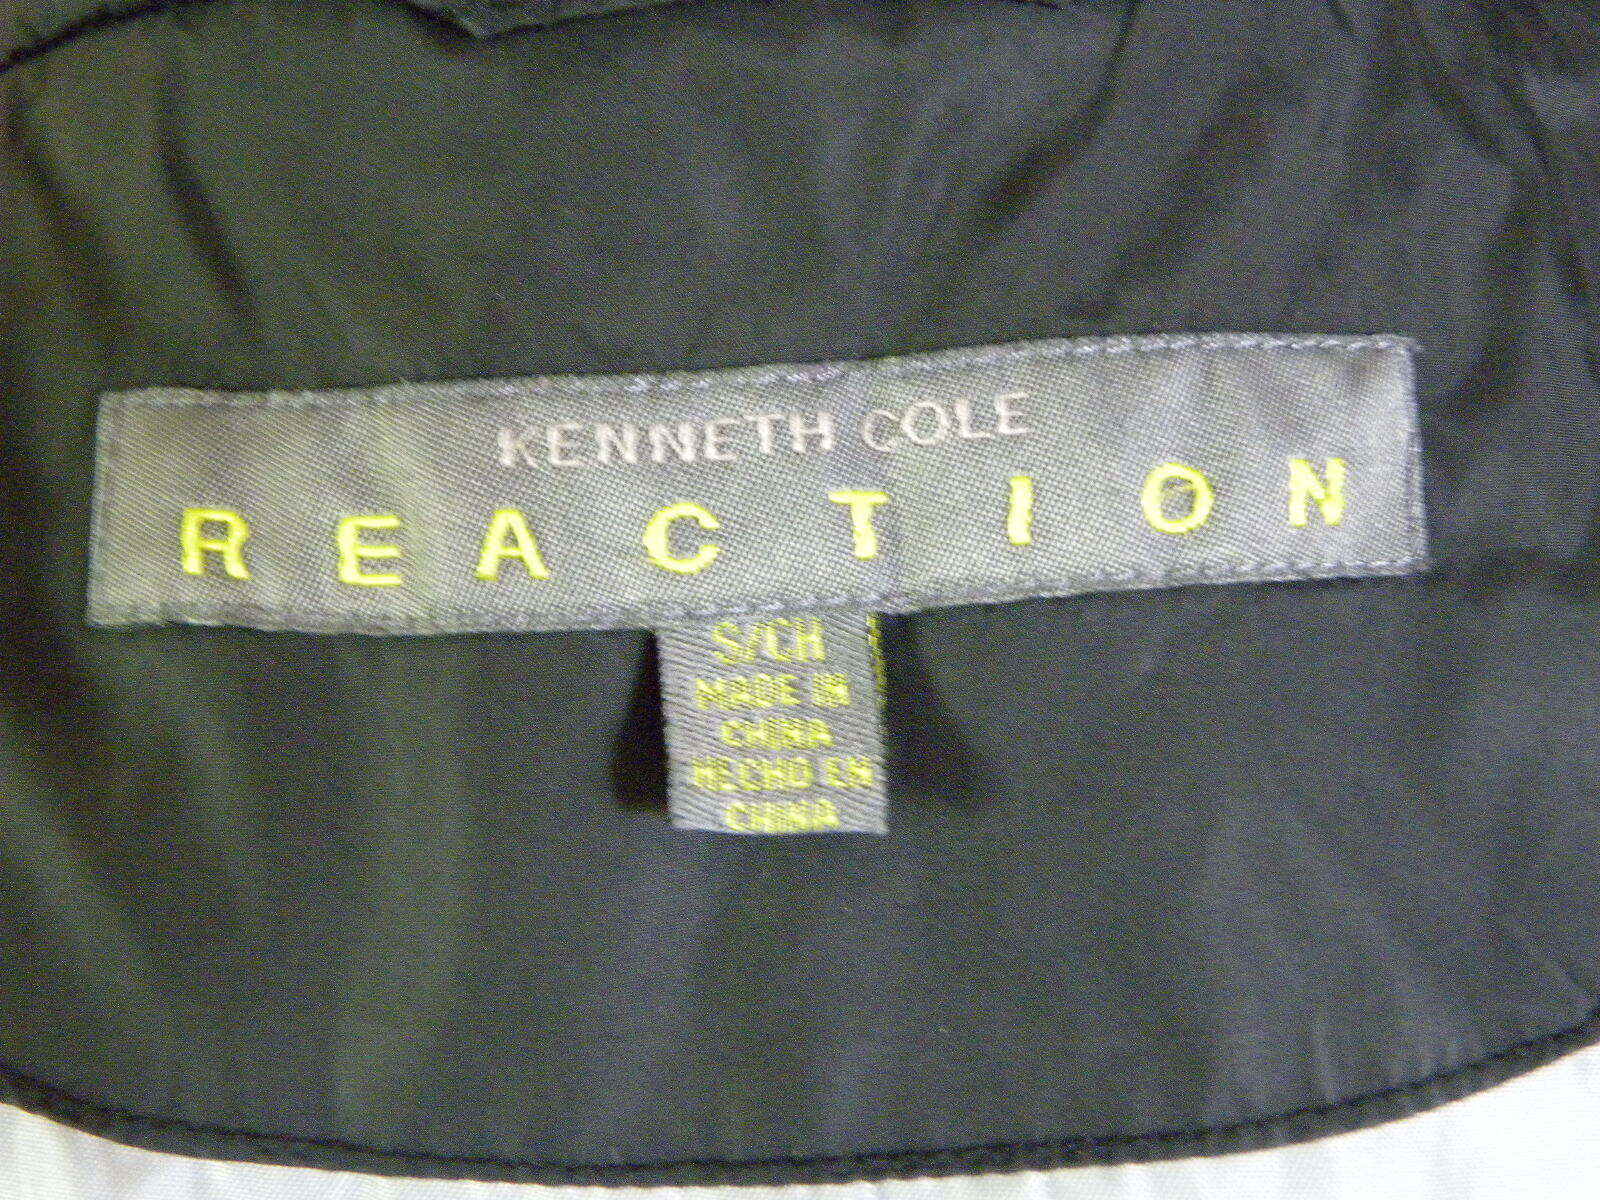 KENNETH COLE
REACTION
S/CH
MADE IN
CHINA
HECHO EN
CHINA